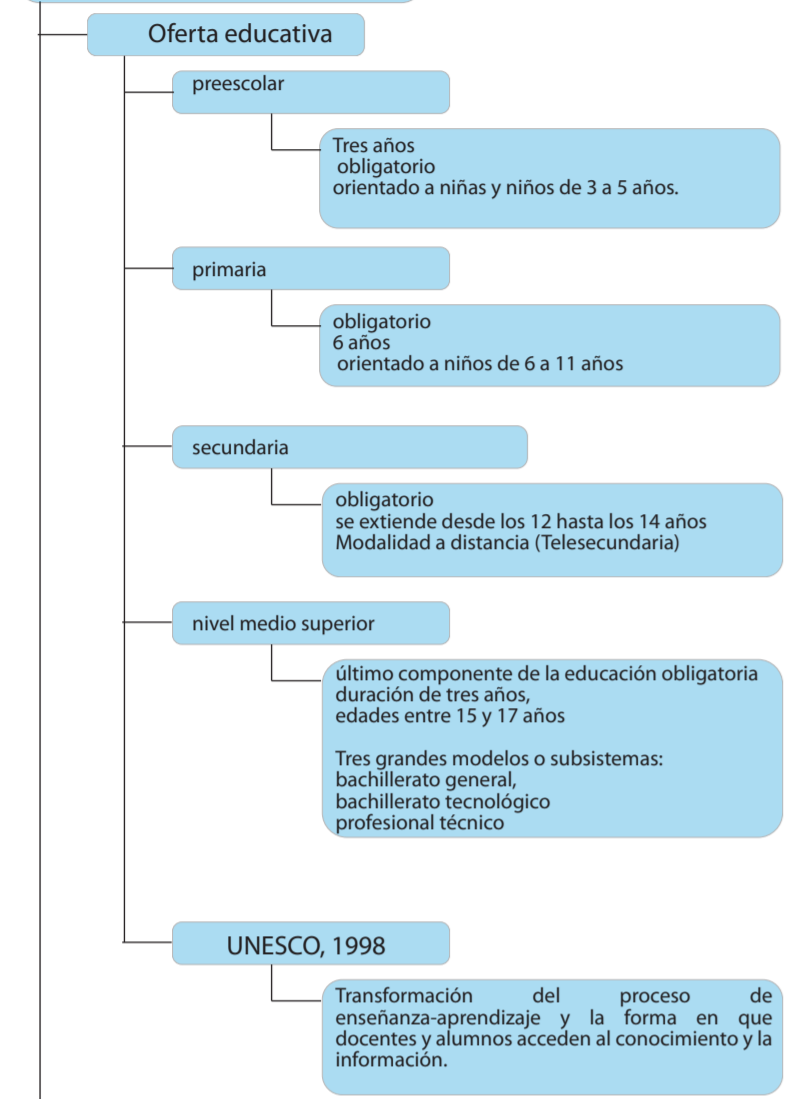 Oferta educativa
preescolar
Tres años
obligatorio
orientado a niñas y niños de 3 a 5 años.
primaria
obligatorio
6 años
orientado a niños de 6 a 11 años
secundaria
obligatorio
se extiende desde los 12 hasta los 14 años
Modalidad a distancia (Telesecundaria)
nivel medio superior
último componente de la educación obligatoria
duración de tres años,
edades entre 15 y 17 años
Tres grandes modelos o subsistemas:
bachillerato general,
bachillerato tecnológico
profesional técnico
UNESCO, 1998
Transformación del proceso de
enseñanza-aprendizaje y la forma en que
docentes y alumnos acceden al conocimiento y la
información.